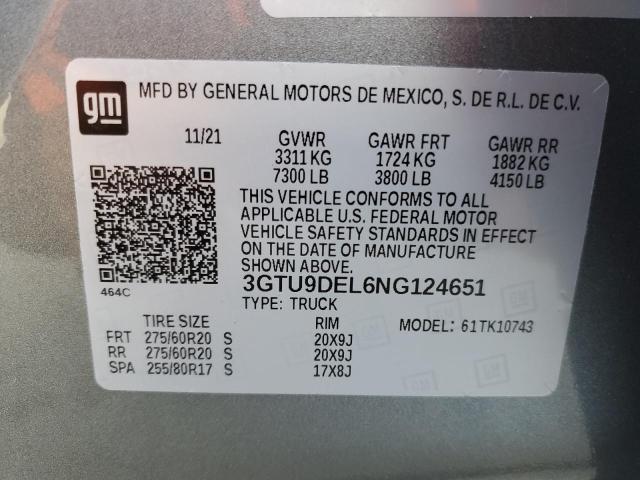 gm
MFD BY GENERAL MOTORS DE MEXICO, S. DE R.L. DE C.V.
11/21 GVWR GAWR FRT GAWR RR
3311 KG 1724 KG 1882 KG
7300 LB 3800 LB 4150 LB
THIS VEHICLE CONFORMS TO ALL
APPLICABLE U.S. FEDERAL MOTOR
VEHICLE SAFETY STANDARDS IN EFFECT
ON THE DATE OF MANUFACTURE
SHOWN ABOVE.
464C
3GTU9DEL6NG124651
TYPE: TRUCK
TIRE SIZE RIM MODEL: 61TK10743
FRT 275/60R20 S 20X9J
RR 275/60R20 S 20X9J
SPA 255/80R17 S 17X8J